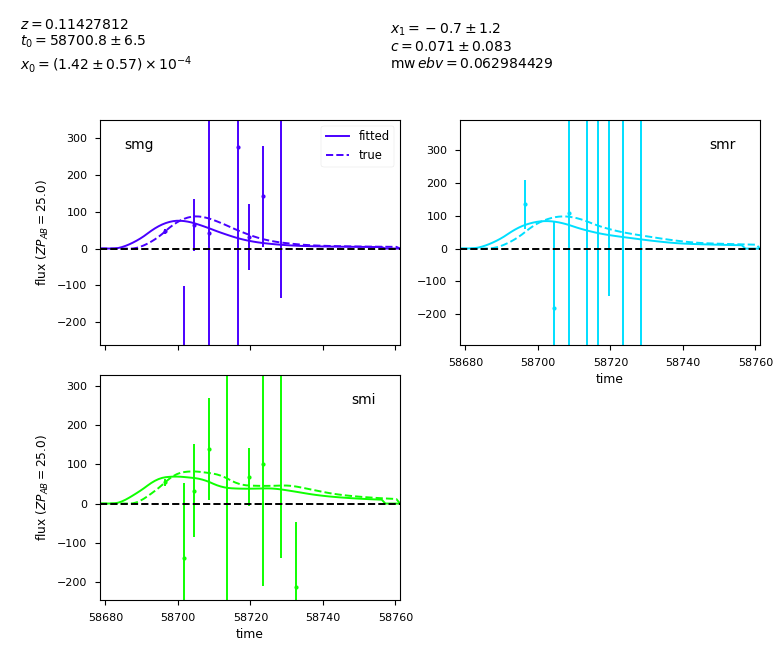 z = 0.11427812
t₀ = 58700.8 ± 6.5
x₀ = (1.42 ± 0.57) × 10⁻⁴
x₁ = −0.7 ± 1.2
c = 0.071 ± 0.083
mw ebv = 0.062984429
300
200
100
0
−100
−200
flux (ZP_AB = 25.0)
smg
fitted
true
300
200
100
0
−100
−200
smr
58680
58700
58720
58740
58760
time
300
200
100
0
−100
−200
flux (ZP_AB = 25.0)
smi
58680
58700
58720
58740
58760
time